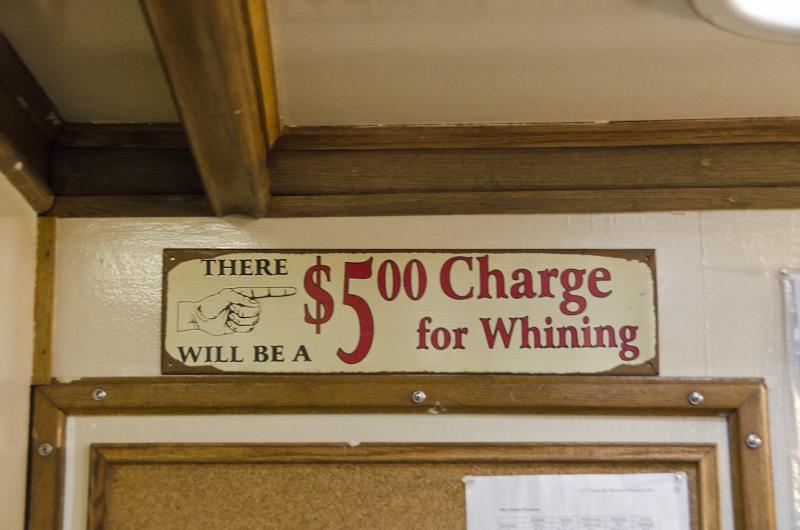 THERE
WILL BE A
$5 00 Charge
for Whining